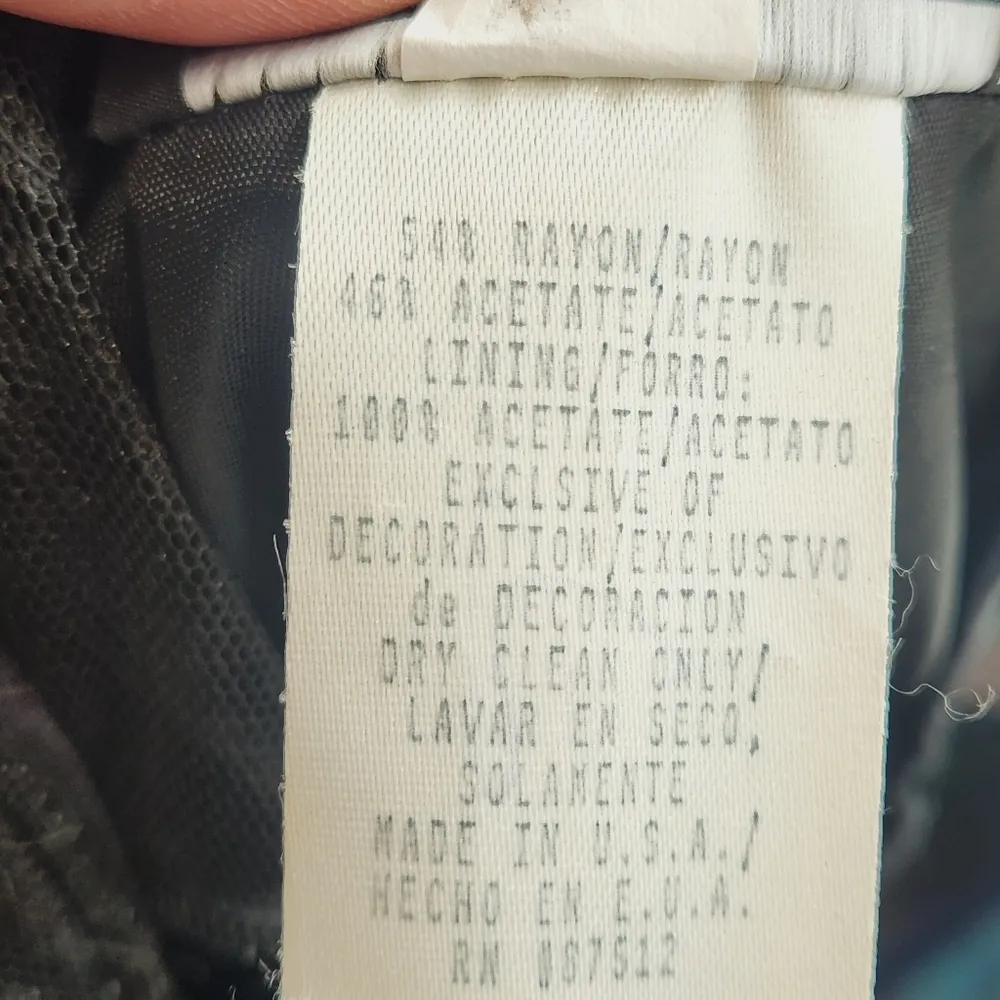 54% RAYON/RAYON
46% ACETATE/ACETATO
LINING/FORRO:
100% ACETATE/ACETATO
EXCLSIVE OF
DECORATION/EXCLUSIVO
de DECORACION
DRY CLEAN ONLY/
LAVAR EN SECO,
SOLAMENTE
MADE IN U.S.A./
HECHO EN E.U.A.
RN